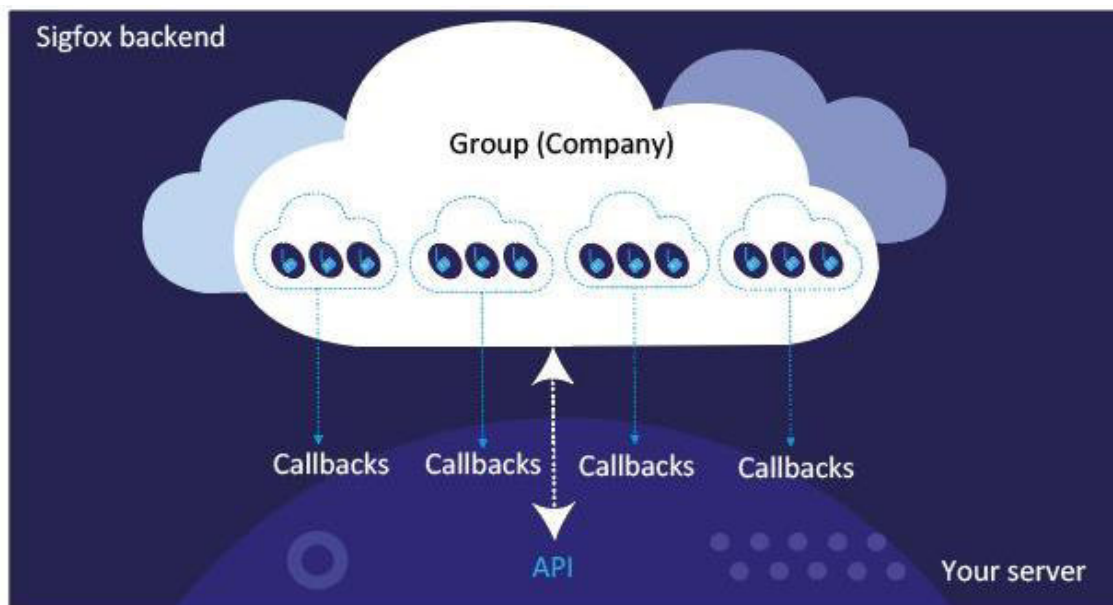 Sigfox backend
Group (Company)
Callbacks
Callbacks
Callbacks
Callbacks
API
Your server